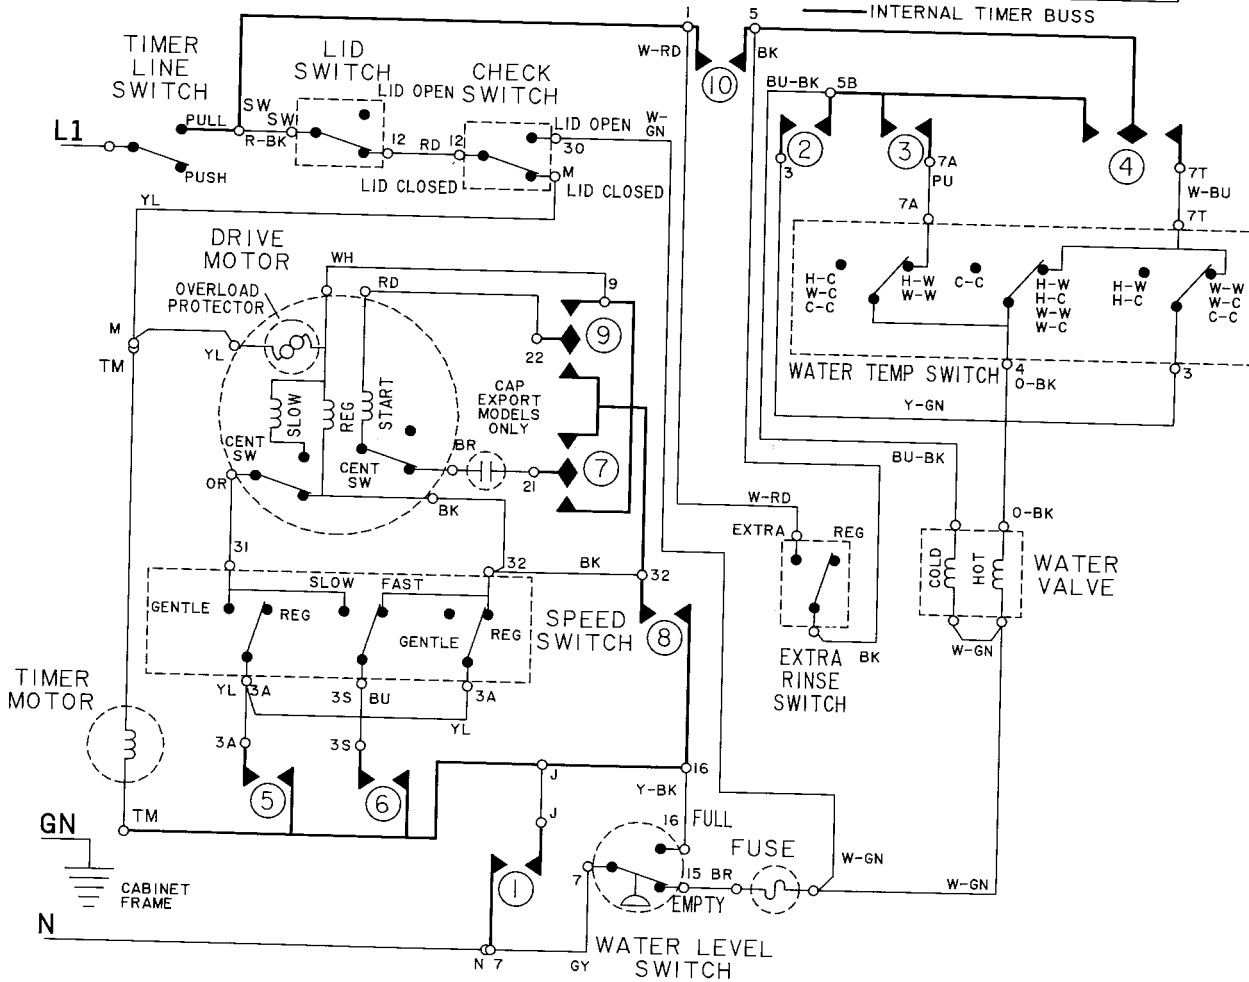 INTERNAL TIMER BUSS
1
5
W-RD
BK
10
TIMER
LINE
SWITCH
LID
SWITCH
LID OPEN
CHECK
SWITCH
BU-BK
5B
L1
PULL
PUSH
SW
SW
R-BK
12
RD
12
LID OPEN
30
W-
GN
M
LID CLOSED
LID CLOSED
2
3
3
7A
PU
7A
4
7T
W-BU
7T
YL
DRIVE
MOTOR
OVERLOAD
PROTECTOR
WH
RD
9
9
22
M
TM
YL
H-C
W-C
C-C
H-W
W-W
C-C
H-W
H-C
W-W
W-C
H-W
H-C
W-W
W-C
C-C
WATER TEMP SWITCH
4
O-BK
3
Y-GN
SLOW
REG
START
CAP
EXPORT
MODELS
ONLY
CENT
SW
CENT
SW
OR
BR
21
7
BK
BU-BK
W-RD
O-BK
EXTRA
REG
COLD
HOT
WATER
VALVE
W-GN
31
32
BK
32
SLOW
FAST
GENTLE
REG
GENTLE
REG
SPEED
SWITCH
8
EXTRA
RINSE
SWITCH
BK
YL
3A
3S
BU
3A
YL
TIMER
MOTOR
3A
3S
5
6
J
16
Y-BK
J
16
FULL
TM
GN
CABINET
FRAME
1
7
15
BR
EMPTY
FUSE
W-GN
W-GN
N
N 7
GY
WATER LEVEL
SWITCH